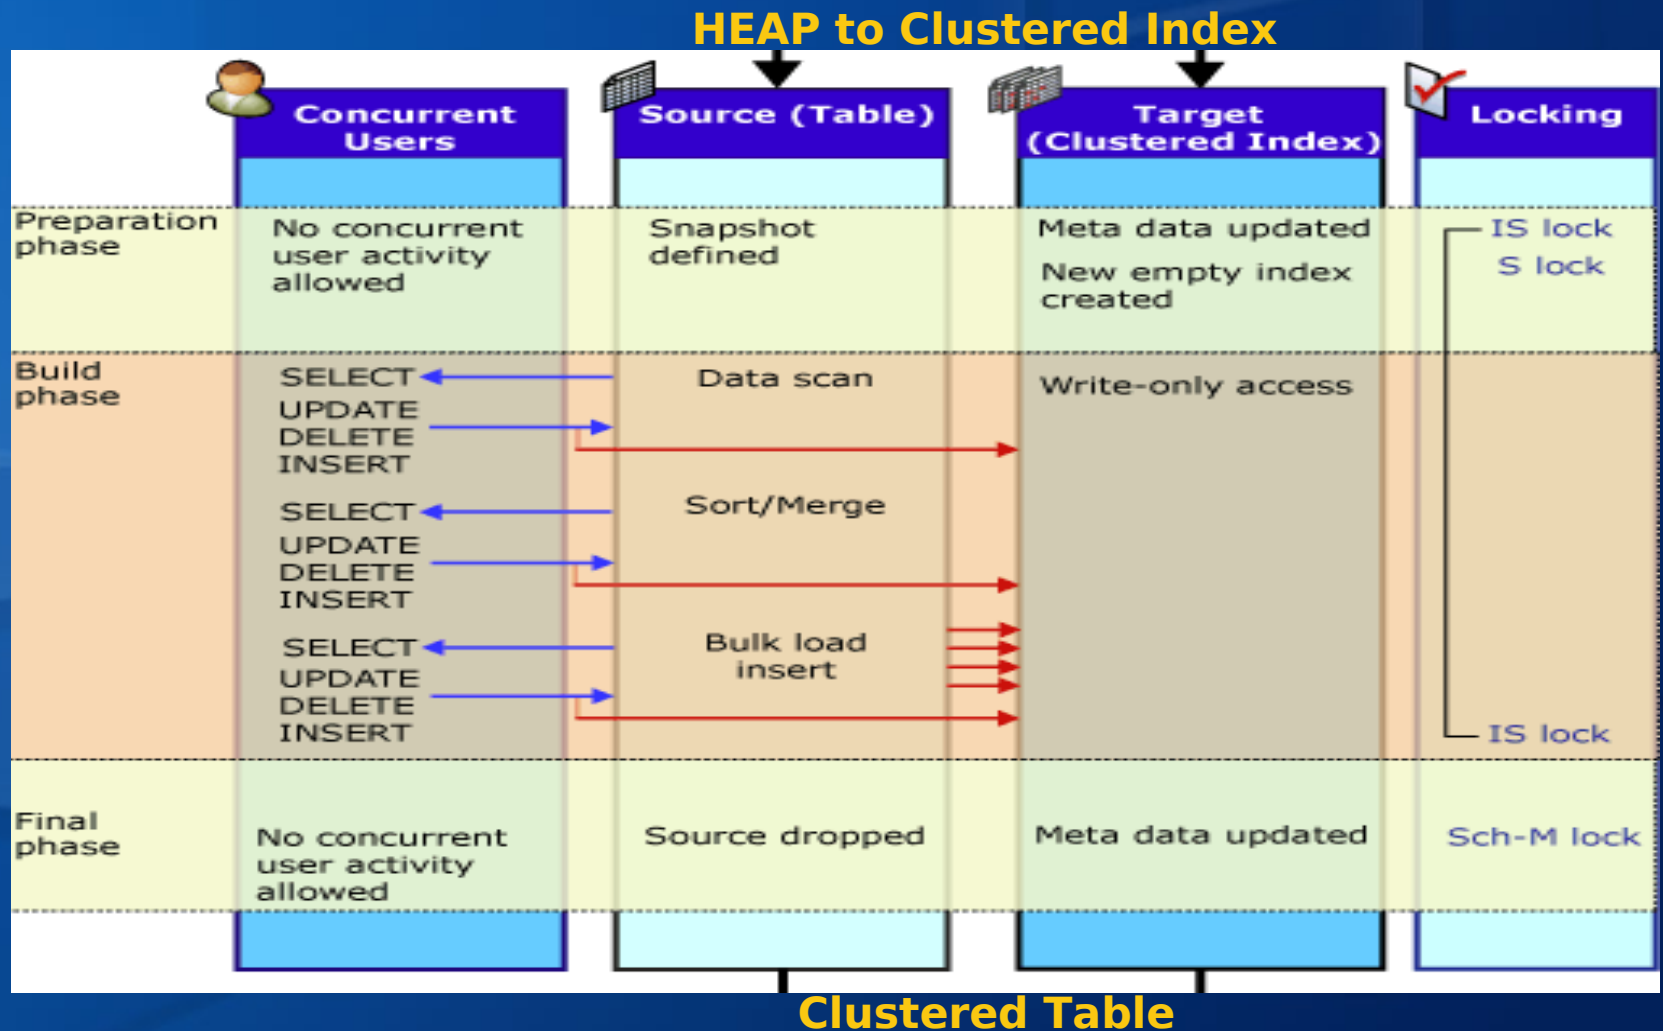 HEAP to Clustered Index
Concurrent
Users
Source (Table)
Target
(Clustered Index)
Locking
Preparation
phase
No concurrent
user activity
allowed
Snapshot
defined
Meta data updated
New empty index
created
IS lock
S lock
Build
phase
SELECT
UPDATE
DELETE
INSERT
Data scan
Write-only access
SELECT
UPDATE
DELETE
INSERT
Sort/Merge
SELECT
UPDATE
DELETE
INSERT
Bulk load
insert
IS lock
Final
phase
No concurrent
user activity
allowed
Source dropped
Meta data updated
Sch-M lock
Clustered Table